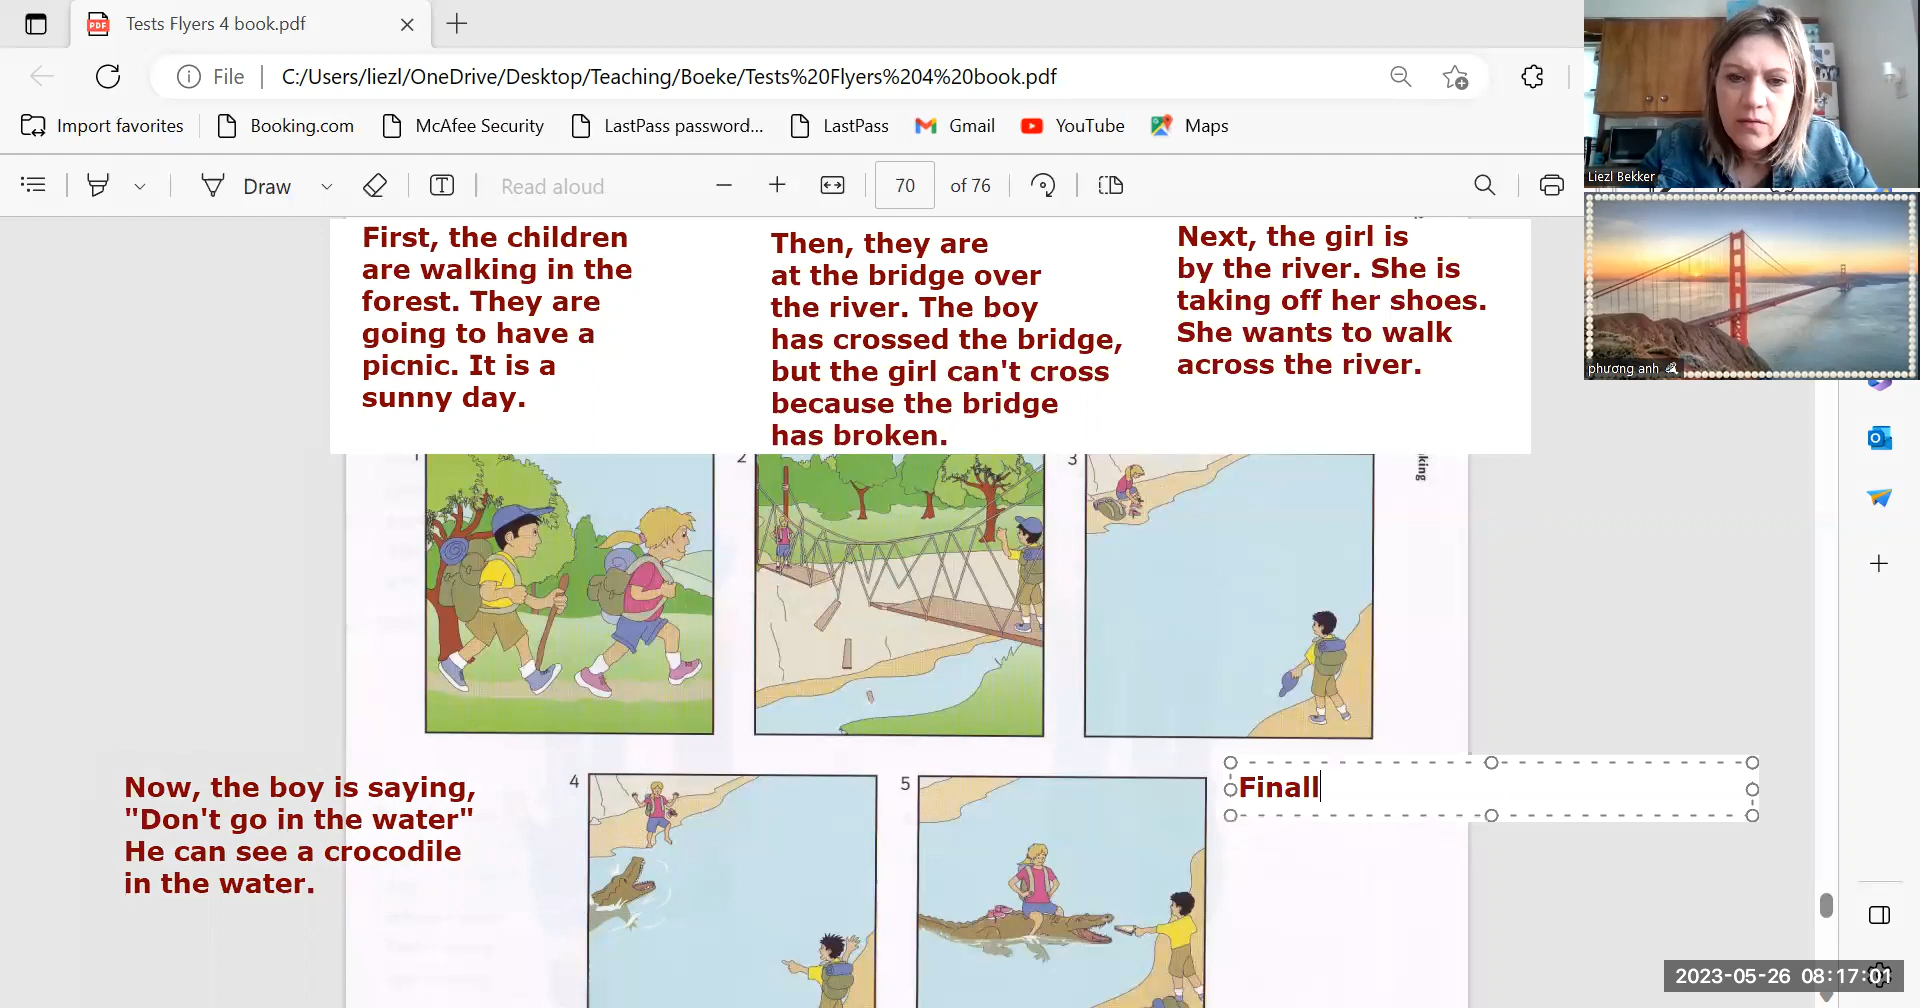 Tests Flyers 4 book.pdf
File
C:/Users/liezl/OneDrive/Desktop/Teaching/Boeke/Tests%20Flyers%204%20book.pdf
Import favorites
Booking.com
McAfee Security
LastPass password...
LastPass
Gmail
YouTube
Maps
Draw
Read aloud
70
of 76
Liezl Bekker
phương anh
First, the children
are walking in the
forest. They are
going to have a
picnic. It is a
sunny day.
Then, they are
at the bridge over
the river. The boy
has crossed the bridge,
but the girl can't cross
because the bridge
has broken.
Next, the girl is
by the river. She is
taking off her shoes.
She wants to walk
across the river.
1
2
3
king
Now, the boy is saying,
"Don't go in the water"
He can see a crocodile
in the water.
4
5
Finall
2023-05-26 08:17:01